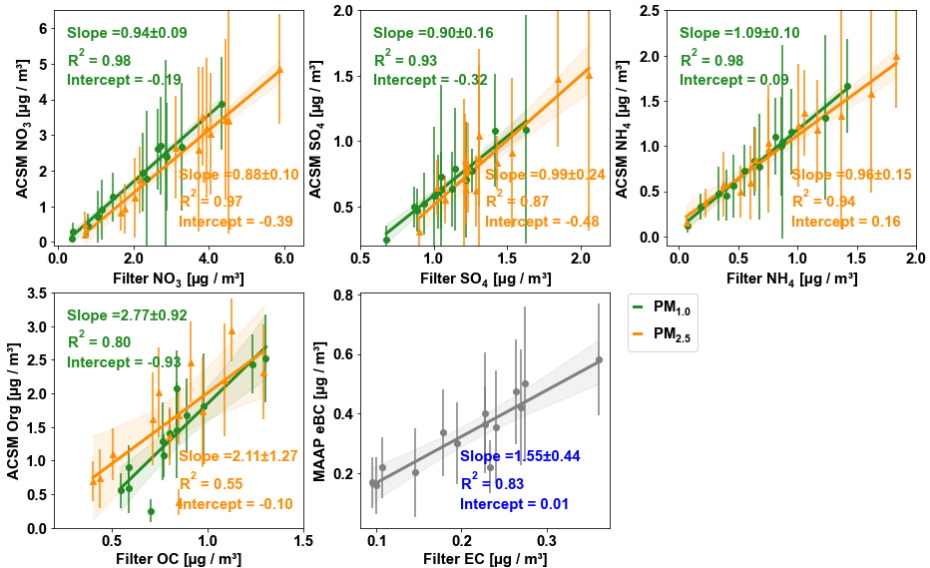 6
5
4
3
2
1
0
ACSM NO3 [µg / m³]
Slope =0.94±0.09
R² = 0.98
Intercept = -0.19
Slope =0.88±0.10
R² = 0.97
Intercept = -0.39
0.0 2.0 4.0 6.0
Filter NO3 [µg / m³]
2.0
1.5
1.0
0.5
ACSM SO4 [µg / m³]
Slope =0.90±0.16
R² = 0.93
Intercept = -0.32
Slope =0.99±0.24
R² = 0.87
Intercept = -0.48
0.5 1.0 1.5 2.0
Filter SO4 [µg / m³]
2.5
2.0
1.5
1.0
0.5
0.0
ACSM NH4 [µg / m³]
Slope =1.09±0.10
R² = 0.98
Intercept = 0.09
Slope =0.96±0.15
R² = 0.94
Intercept = 0.16
0.0 0.5 1.0 1.5 2.0
Filter NH4 [µg / m³]
3.5
3.0
2.5
2.0
1.5
1.0
0.5
0.0
ACSM Org [µg / m³]
Slope =2.77±0.92
R² = 0.80
Intercept = -0.93
Slope =2.11±1.27
R² = 0.55
Intercept = -0.10
0.5 1.0 1.5
Filter OC [µg / m³]
0.8
0.6
0.4
0.2
MAAP eBC [µg / m³]
Slope =1.55±0.44
R² = 0.83
Intercept = 0.01
0.1 0.2 0.3
Filter EC [µg / m³]
PM1.0
PM2.5